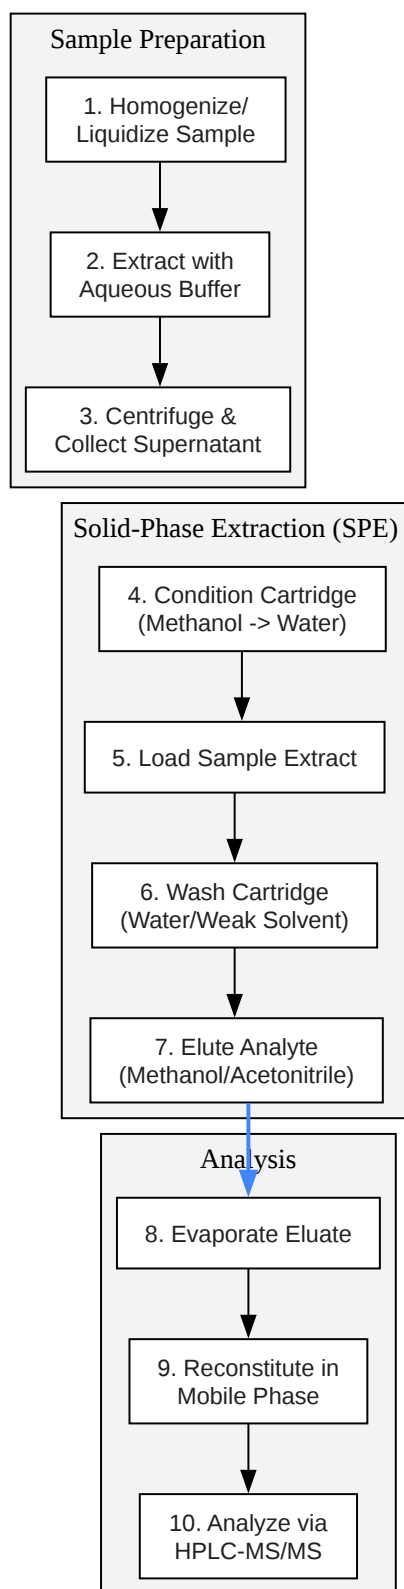 Sample Preparation
1. Homogenize/
Liquidize Sample
2. Extract with
Aqueous Buffer
3. Centrifuge &
Collect Supernatant
Solid-Phase Extraction (SPE)
4. Condition Cartridge
(Methanol -> Water)
5. Load Sample Extract
6. Wash Cartridge
(Water/Weak Solvent)
7. Elute Analyte
(Methanol/Acetonitrile)
Analysis
8. Evaporate Eluate
9. Reconstitute in
Mobile Phase
10. Analyze via
HPLC-MS/MS